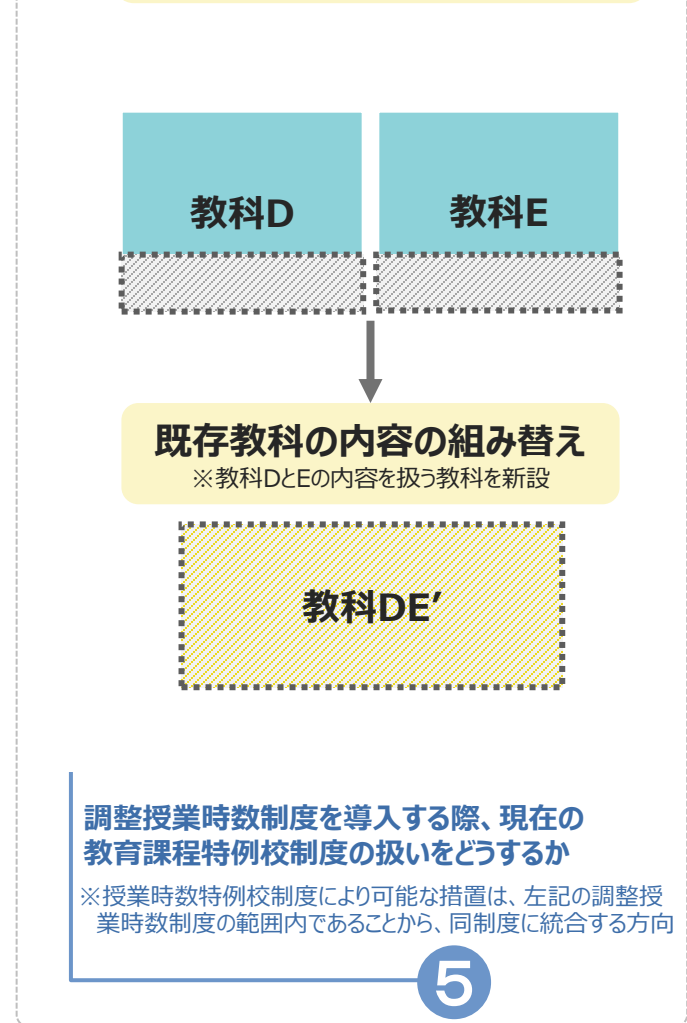 教科D
教科E
既存教科の内容の組み替え
※教科DとEの内容を扱う教科を新設
教科DE′
調整授業時数制度を導入する際、現在の
教育課程特例校制度の扱いをどうするか
※授業時数特例校制度により可能な措置は、左記の調整授
業時数制度の範囲内であることから、同制度に統合する方向
5